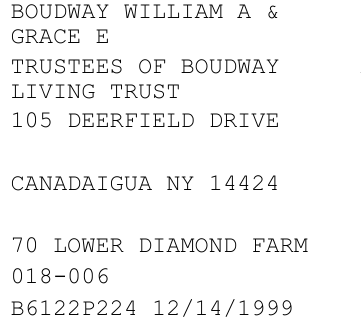 BOUDWAY WILLIAM A &
GRACE E
TRUSTEES OF BOUDWAY
LIVING TRUST
105 DEERFIELD DRIVE
CANADAIGUA NY 14424
70 LOWER DIAMOND FARM
018-006
B6122P224 12/14/1999